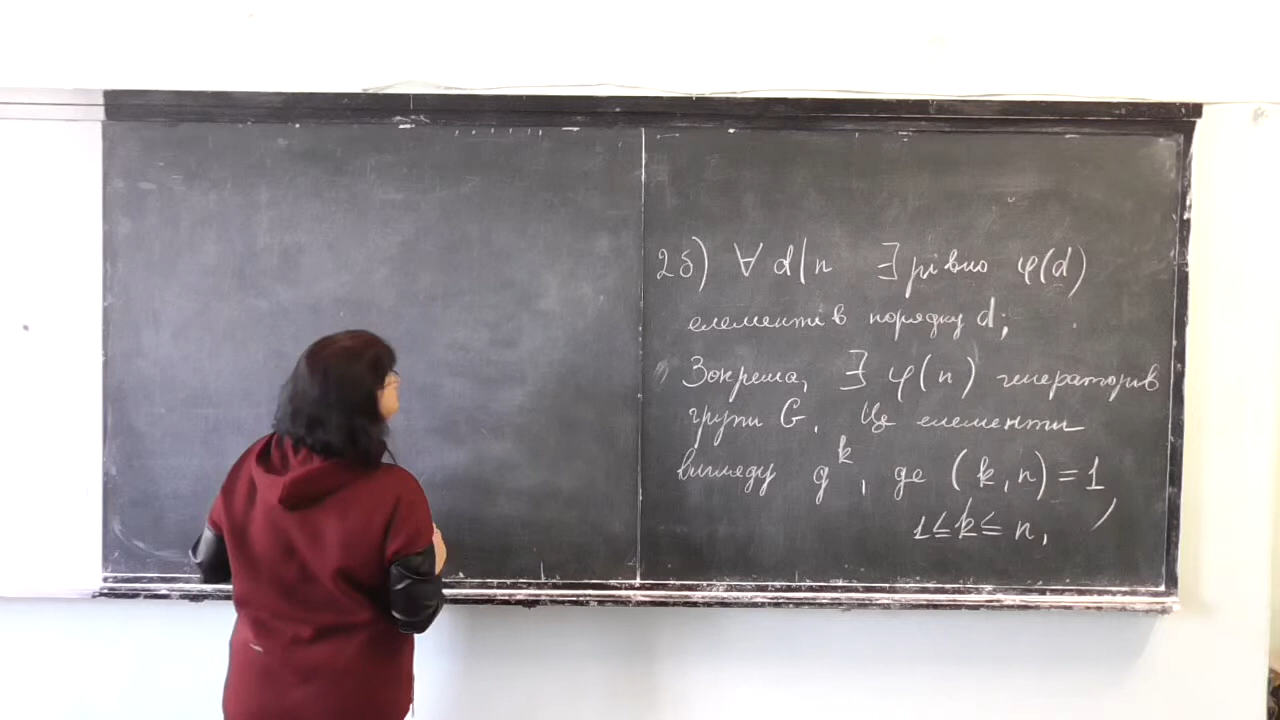 2б) ∀ d|n ∃ рівно φ(d)
елементів порядку d;
Зокрема, ∃ φ(n) генераторів
групи G. Це елементи
вигляду g^k, де (k,n)=1,
1≤k≤n,